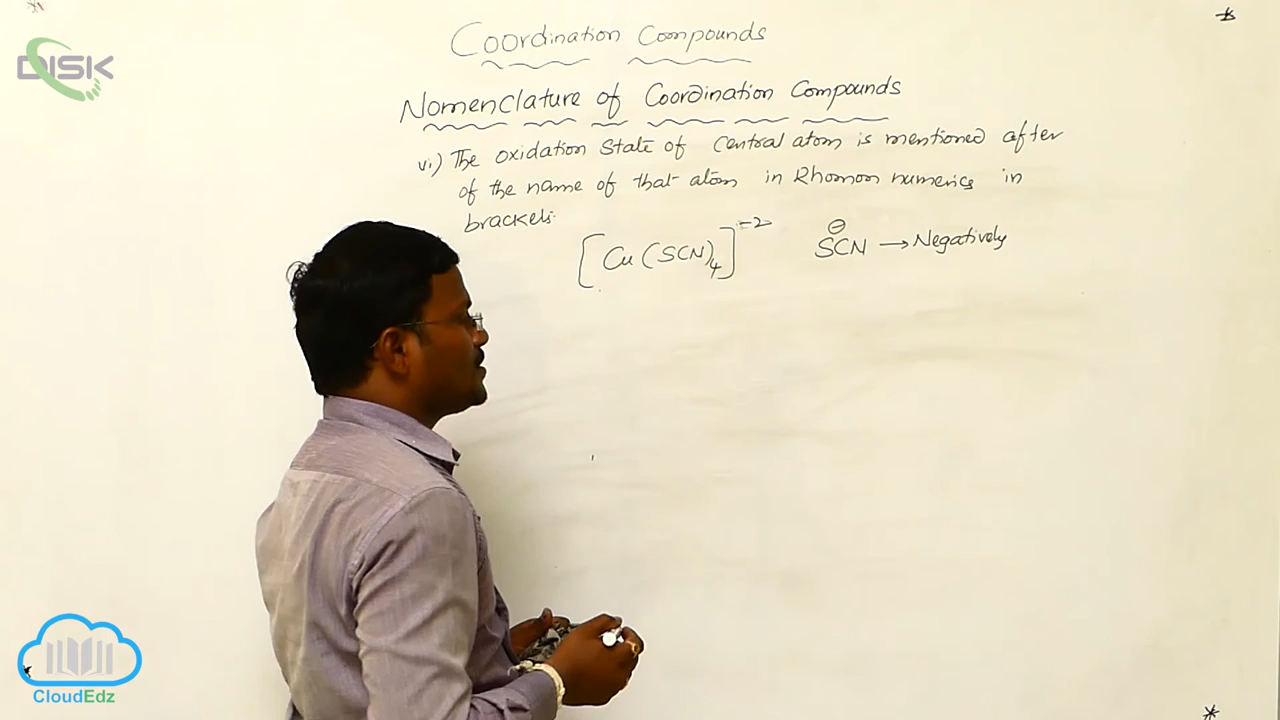 DISK
Coordination Compounds
Nomenclature of Coordination Compounds
vi) The oxidation state of central atom is mentioned after
of the name of that atom in Rhomon numerics in
brackets.
[Cu(SCN)4]-2 SCN → Negatively
CloudEdz